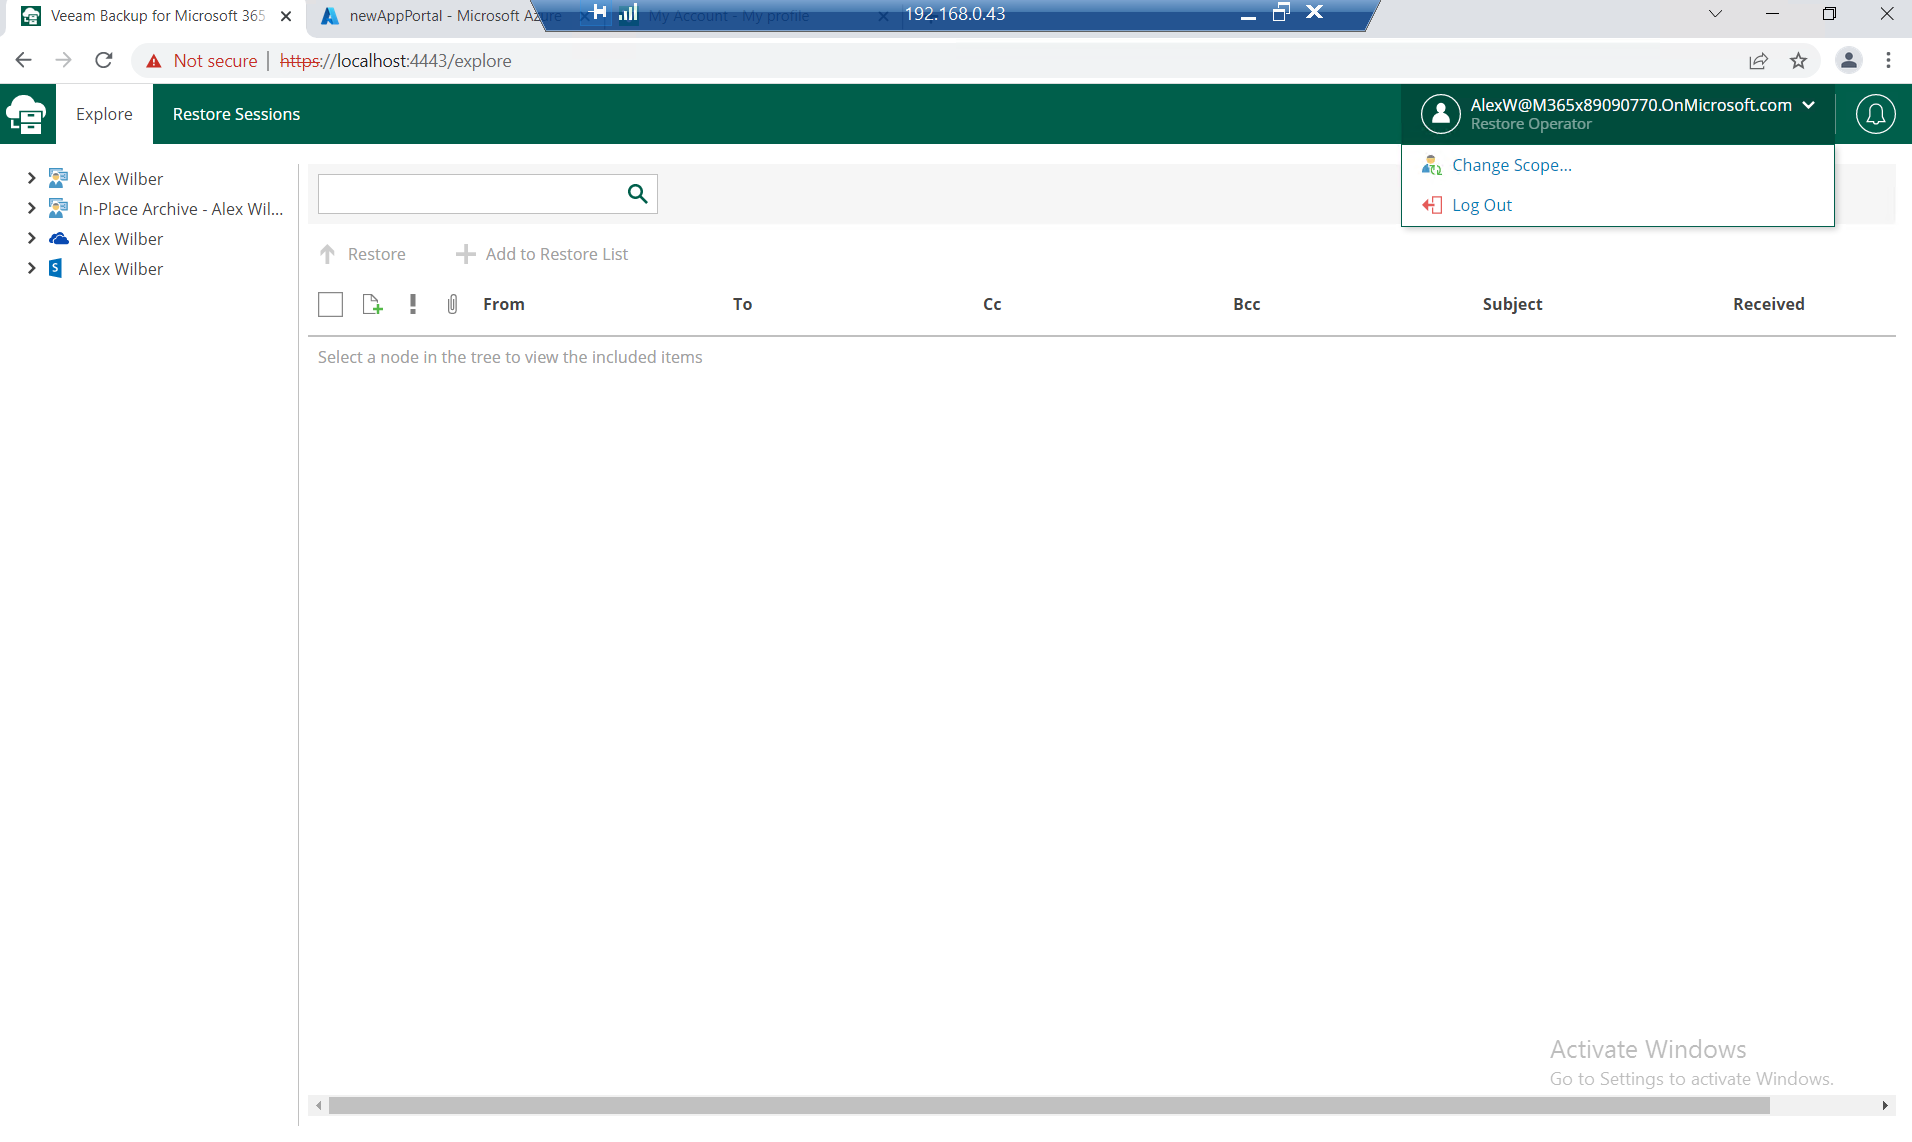 Veeam Backup for Microsoft 365
newAppPortal - Microsoft Azure
My Account - My profile
192.168.0.43
Not secure
https://localhost:4443/explore
Explore
Restore Sessions
AlexW@M365x89090770.OnMicrosoft.com
Restore Operator
Change Scope...
Log Out
Alex Wilber
In-Place Archive - Alex Wil...
Alex Wilber
Alex Wilber
Restore
Add to Restore List
From To Cc Bcc Subject Received
Select a node in the tree to view the included items
Activate Windows
Go to Settings to activate Windows.